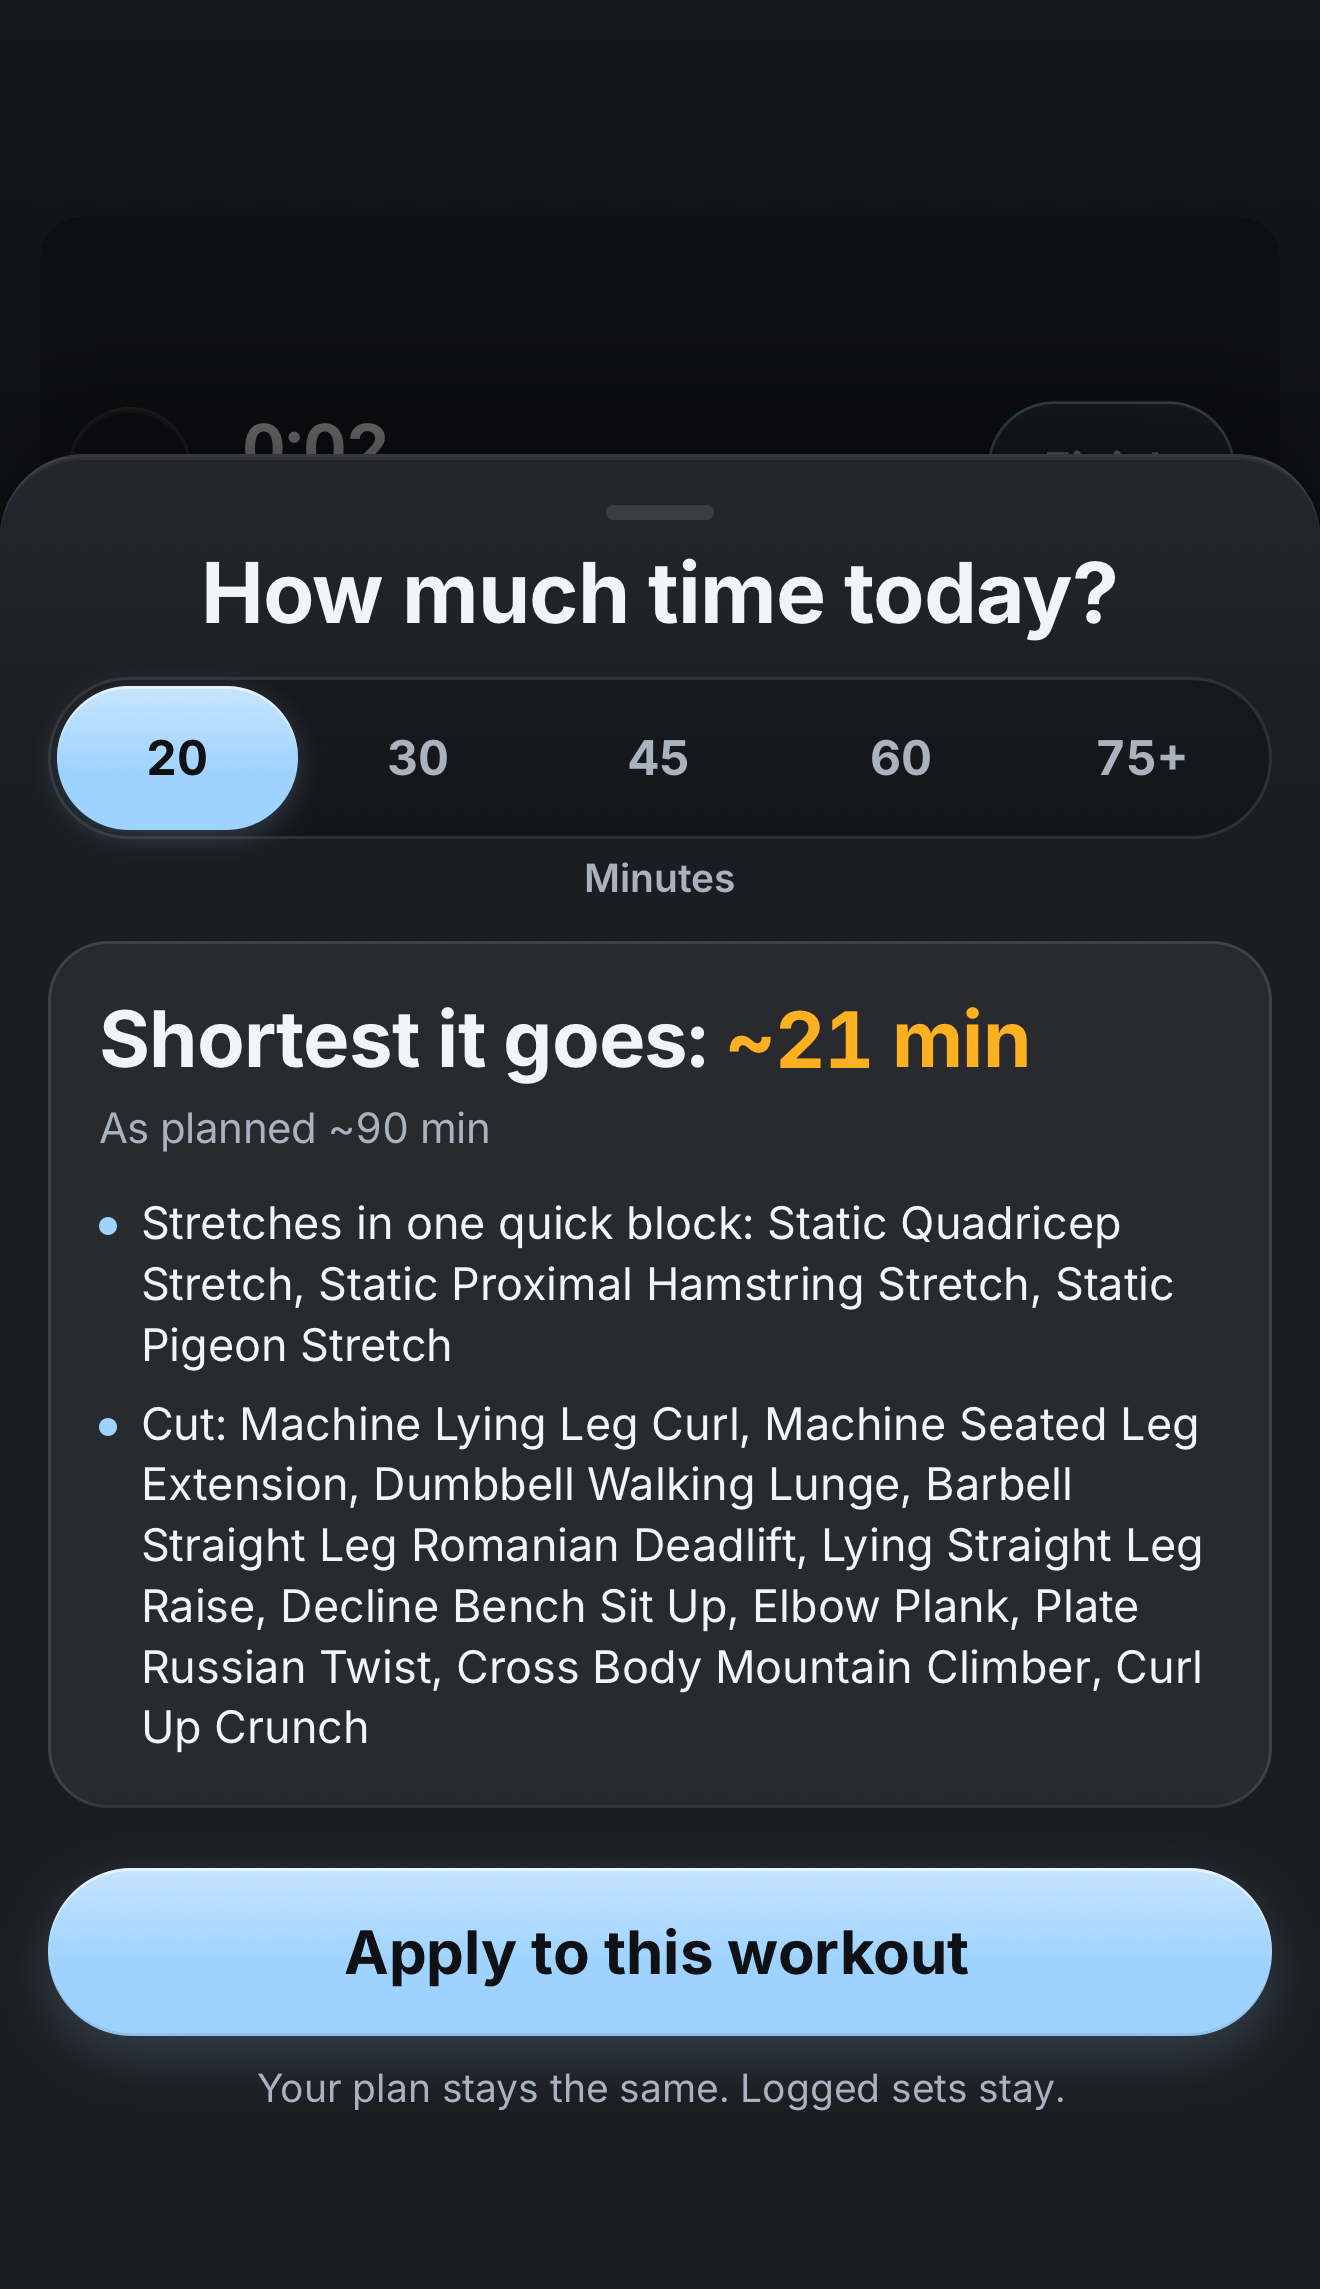 0:02
How much time today?
20 30 45 60 75+
Minutes
Shortest it goes: ~21 min
As planned ~90 min
Stretches in one quick block: Static Quadricep
Stretch, Static Proximal Hamstring Stretch, Static
Pigeon Stretch
Cut: Machine Lying Leg Curl, Machine Seated Leg
Extension, Dumbbell Walking Lunge, Barbell
Straight Leg Romanian Deadlift, Lying Straight Leg
Raise, Decline Bench Sit Up, Elbow Plank, Plate
Russian Twist, Cross Body Mountain Climber, Curl
Up Crunch
Apply to this workout
Your plan stays the same. Logged sets stay.